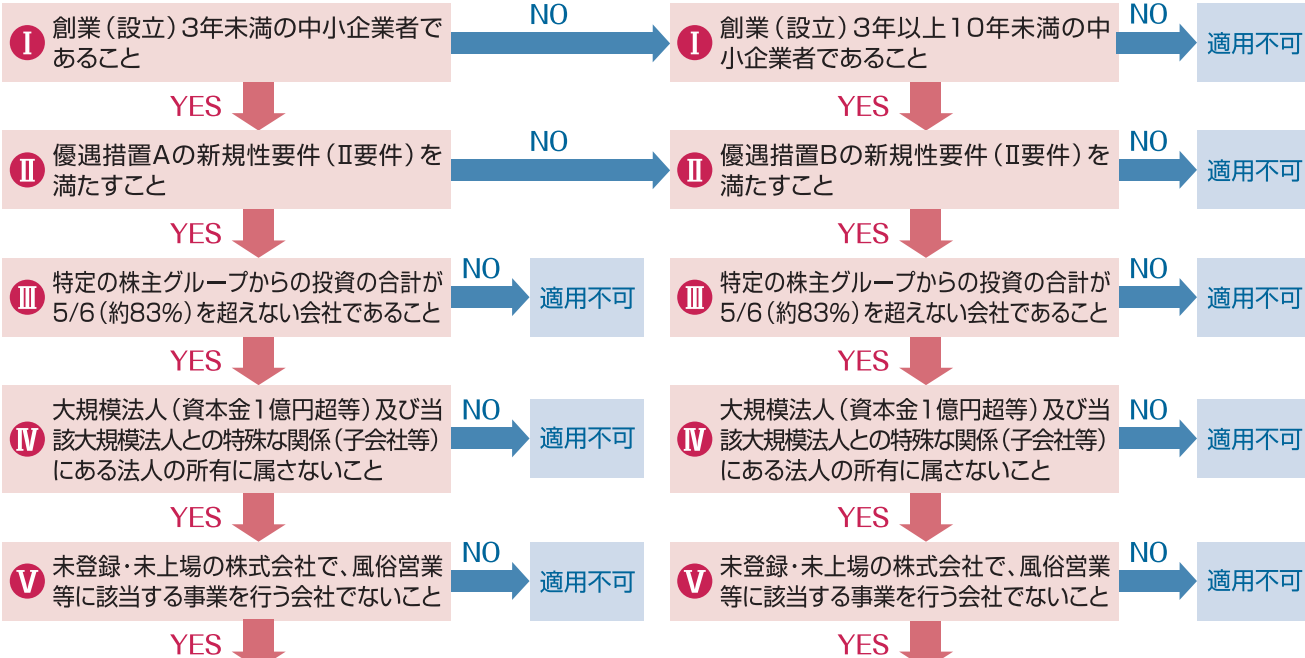 Ⅰ 創業（設立）3年未満の中小企業者で
あること
NO
Ⅰ 創業（設立）3年以上10年未満の中
小企業者であること
NO
適用不可
YES
YES
Ⅱ 優遇措置Aの新規性要件（Ⅱ要件）を
満たすこと
NO
Ⅱ 優遇措置Bの新規性要件（Ⅱ要件）を
満たすこと
NO
適用不可
YES
YES
Ⅲ 特定の株主グループからの投資の合計が
5/6（約83%）を超えない会社であること
NO
適用不可
Ⅲ 特定の株主グループからの投資の合計が
5/6（約83%）を超えない会社であること
NO
適用不可
YES
YES
Ⅳ 大規模法人（資本金1億円超等）及び当
該大規模法人との特殊な関係（子会社等）
にある法人の所有に属さないこと
NO
適用不可
Ⅳ 大規模法人（資本金1億円超等）及び当
該大規模法人との特殊な関係（子会社等）
にある法人の所有に属さないこと
NO
適用不可
YES
YES
Ⅴ 未登録・未上場の株式会社で、風俗営業
等に該当する事業を行う会社でないこと
NO
適用不可
Ⅴ 未登録・未上場の株式会社で、風俗営業
等に該当する事業を行う会社でないこと
NO
適用不可
YES
YES